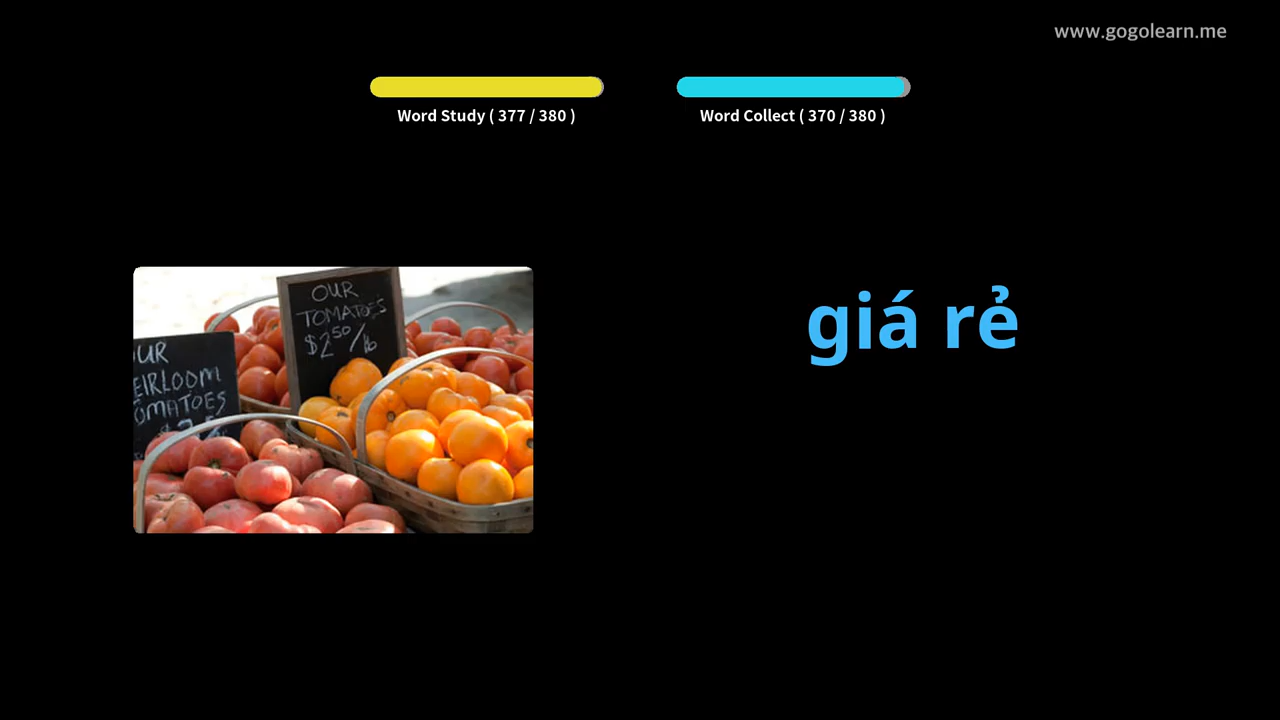 www.gogolearn.me
Word Study ( 377 / 380 )
Word Collect ( 370 / 380 )
giá rẻ
OUR
TOMATOES
$2.50/lb
UR
EIRLOOM
OMATOES